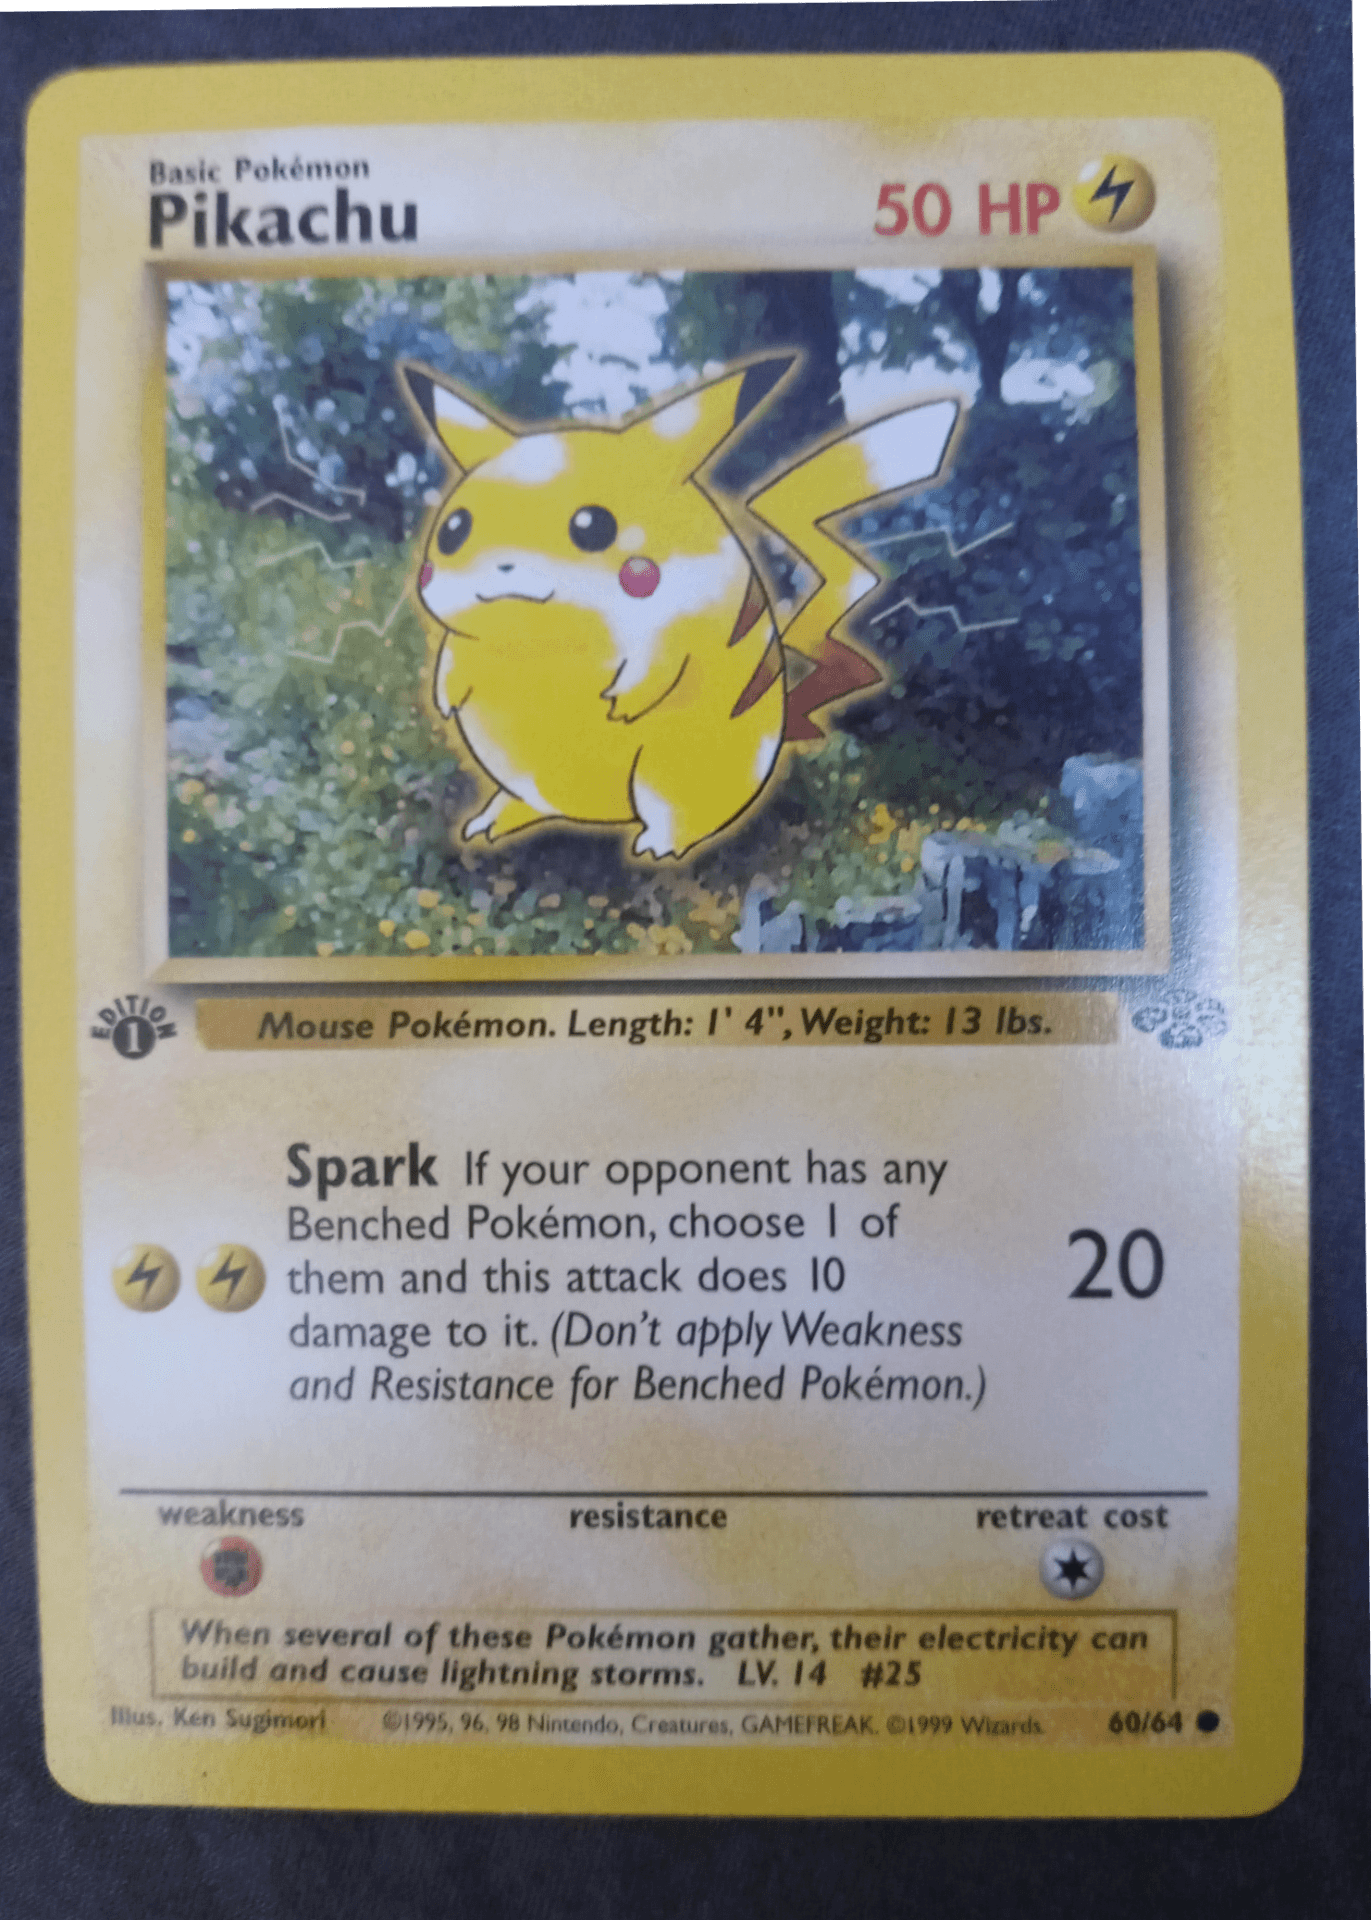 Basic Pokémon
Pikachu
50 HP
EDITION
1
Mouse Pokémon. Length: 1' 4", Weight: 13 lbs.
Spark If your opponent has any
Benched Pokémon, choose 1 of
them and this attack does 10
damage to it. (Don't apply Weakness
and Resistance for Benched Pokémon.)
20
weakness
resistance
retreat cost
When several of these Pokémon gather, their electricity can
build and cause lightning storms. LV. 14 #25
Illus. Ken Sugimori
©1995, 96, 98 Nintendo, Creatures, GAMEFREAK. ©1999 Wizards.
60/64